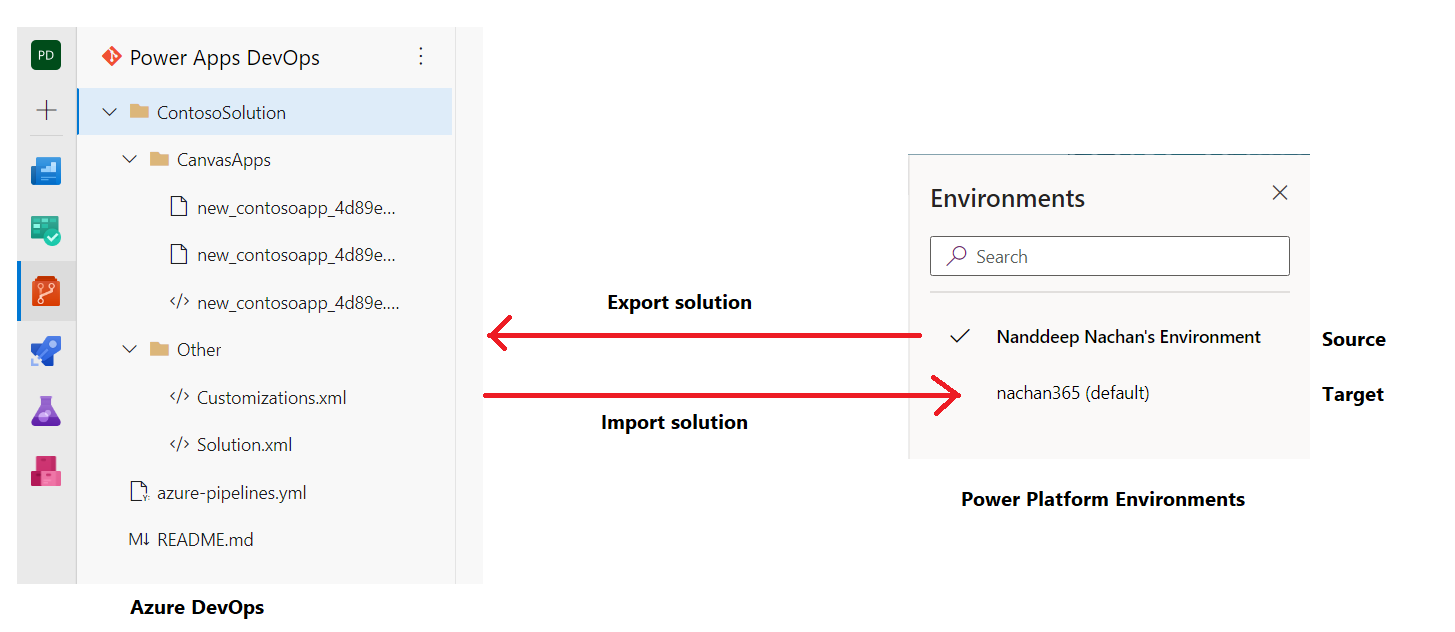 PD
Power Apps DevOps
ContosoSolution
CanvasApps
new_contosoapp_4d89e...
new_contosoapp_4d89e...
</> new_contosoapp_4d89e....
Other
</> Customizations.xml
</> Solution.xml
Y: azure-pipelines.yml
M↓ README.md
Azure DevOps
Export solution
Import solution
Environments
Search
Nanddeep Nachan's Environment
Source
nachan365 (default)
Target
Power Platform Environments